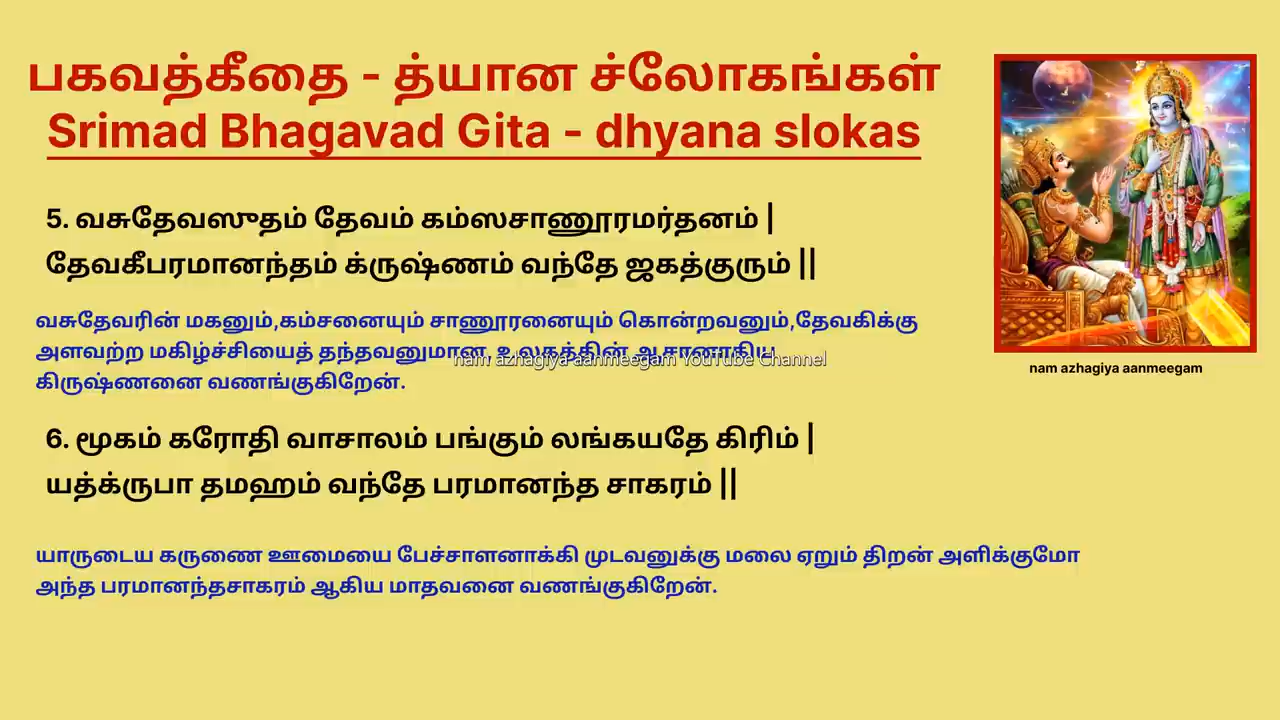 பகவத்கீதை - த்யான ச்லோகங்கள்
Srimad Bhagavad Gita - dhyana slokas
5. வசுதேவஸுதம் தேவம் கம்ஸசாணூரமர்தனம் |
தேவகீபரமானந்தம் க்ருஷ்ணம் வந்தே ஜகத்குரும் ||
வசுதேவரின் மகனும்,கம்சனையும் சாணூரனையும் கொன்றவனும்,தேவகிக்கு
அளவற்ற மகிழ்ச்சியைத் தந்தவனுமான, உலகத்தின் ஆசானாகிய
nam azhagiya aanmeegam YouTube Channel
கிருஷ்ணனை வணங்குகிறேன்.
nam azhagiya aanmeegam
6. மூகம் கரோதி வாசாலம் பங்கும் லங்கயதே கிரிம் |
யத்க்ருபா தமஹம் வந்தே பரமானந்த சாகரம் ||
யாருடைய கருணை ஊமையை பேச்சாளனாக்கி முடவனுக்கு மலை ஏறும் திறன் அளிக்குமோ
அந்த பரமானந்தசாகரம் ஆகிய மாதவனை வணங்குகிறேன்.